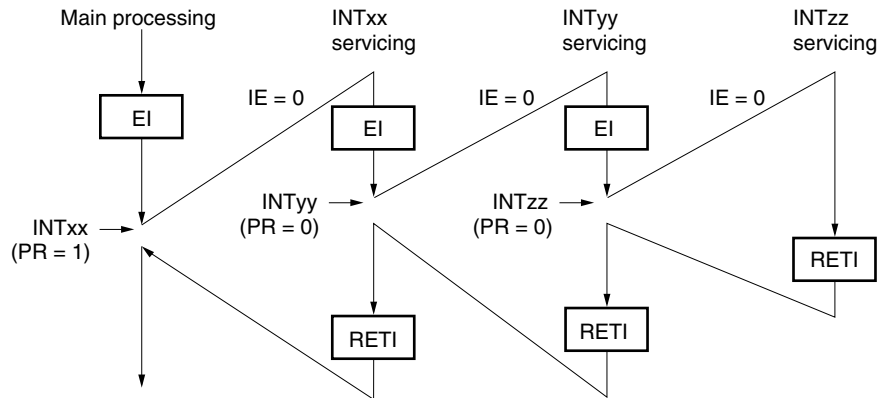 Main processing
INTxx
servicing
INTyy
servicing
INTzz
servicing
IE = 0
IE = 0
IE = 0
EI
EI
EI
INTxx
(PR = 1)
INTyy
(PR = 0)
INTzz
(PR = 0)
RETI
RETI
RETI